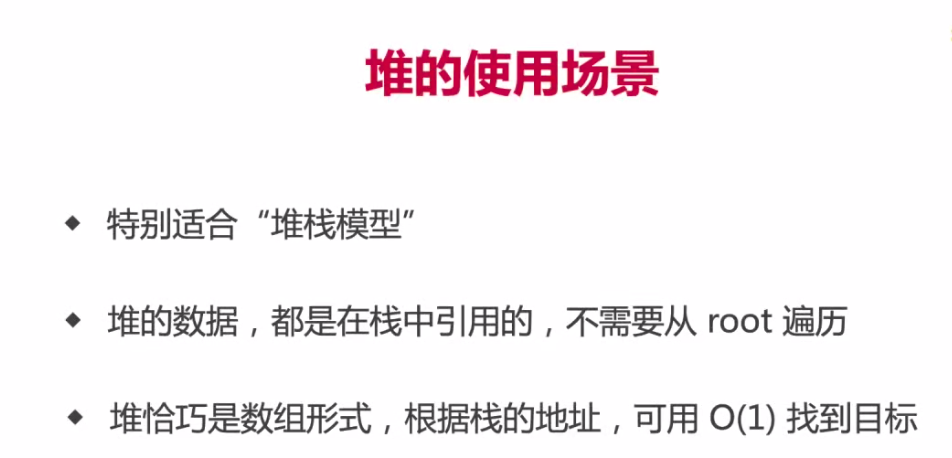 堆的使用场景
特别适合“堆栈模型”
堆的数据，都是在栈中引用的，不需要从 root 遍历
堆恰巧是数组形式，根据栈的地址，可用 O(1) 找到目标